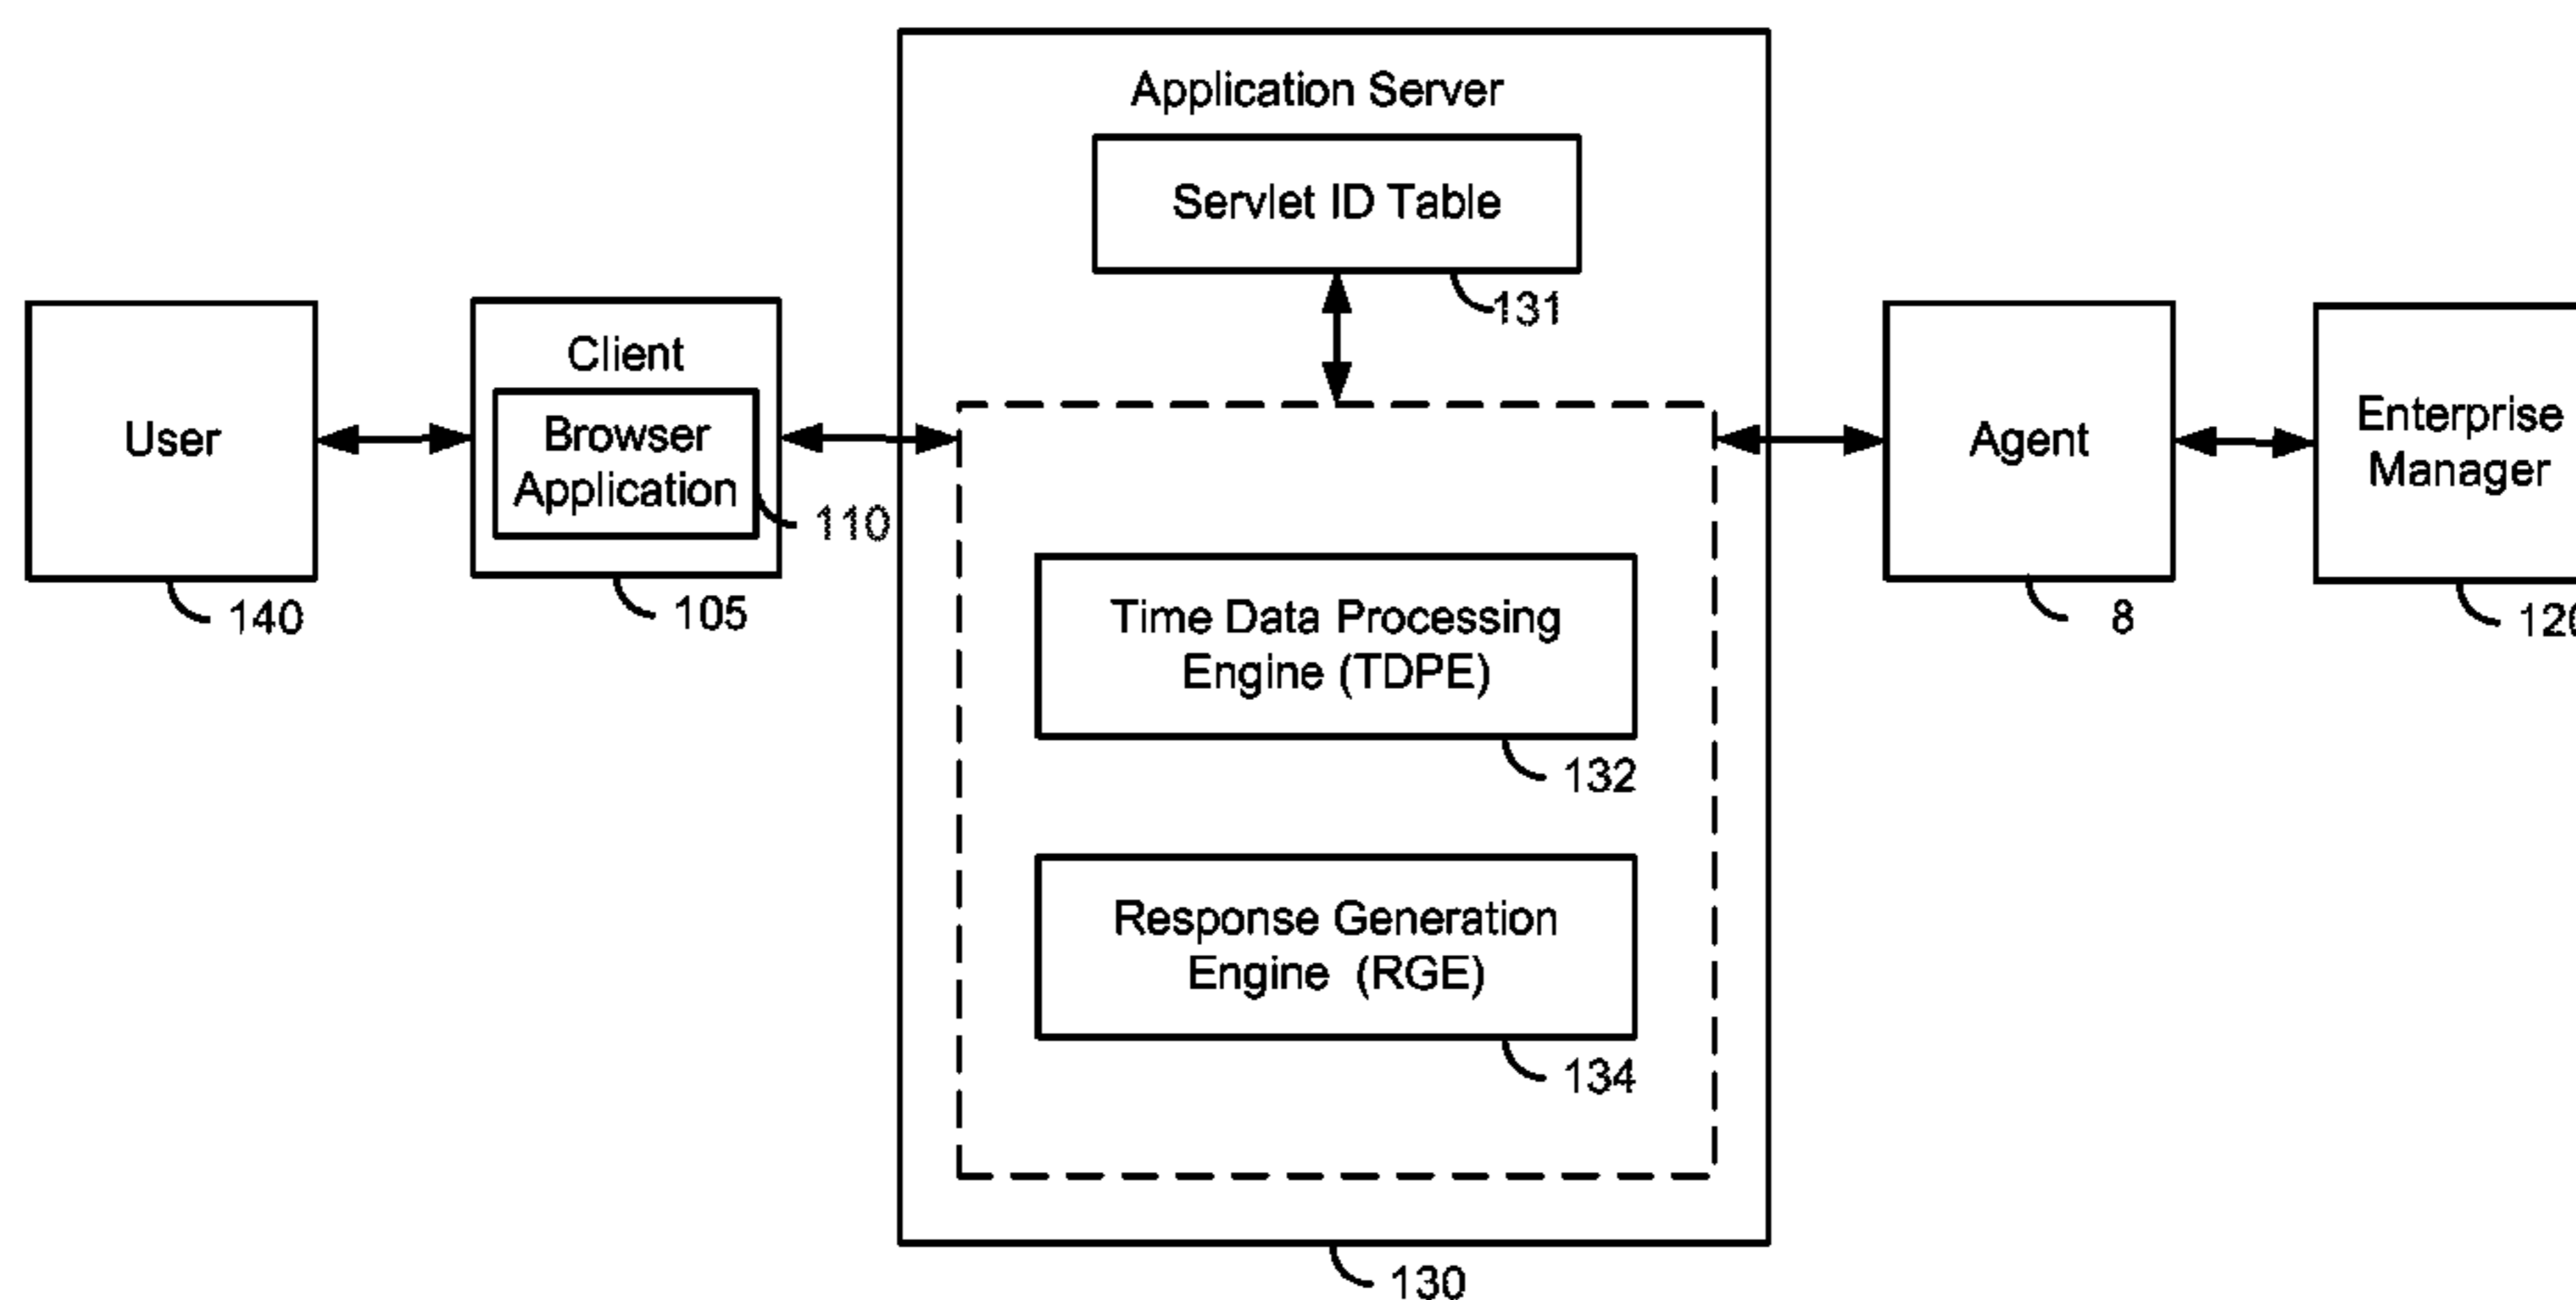 Application Server
Servlet ID Table
131
User
140
Client
Browser
Application
110
105
Time Data Processing
Engine (TDPE)
132
Response Generation
Engine (RGE)
134
130
Agent
8
Enterprise
Manager